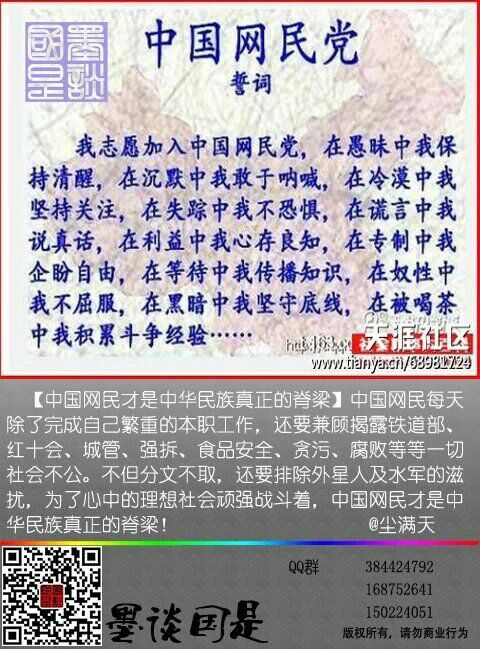 墨谈
國是
中国网民党
誓词
我志愿加入中国网民党，在愚昧中我保
持清醒，在沉默中我敢于呐喊，在冷漠中我
坚持关注，在失踪中我不恐惧，在谎言中我
说真话，在利益中我心存良知，在专制中我
企盼自由，在等待中我传播知识，在奴性中
我不屈服，在黑暗中我坚守底线，在被喝茶
中我积累斗争经验……
天涯社区
www.tianya.cn/68981724
【中国网民才是中华民族真正的脊梁】中国网民每天
除了完成自己繁重的本职工作，还要兼顾揭露铁道部、
红十会、城管、强拆、食品安全、贪污、腐败等等一切
社会不公。不但分文不取，还要排除外星人及水军的滋
扰，为了心中的理想社会顽强战斗着，中国网民才是中
华民族真正的脊梁！ @尘满天
墨谈国是
QQ群 384424792
168752641
150224051
版权所有，请勿商业行为